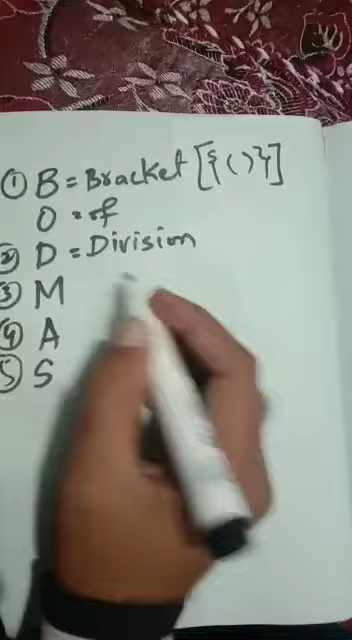 ① B = Bracket [{()}]
O = of
② D = Division
③ M
④ A
⑤ S